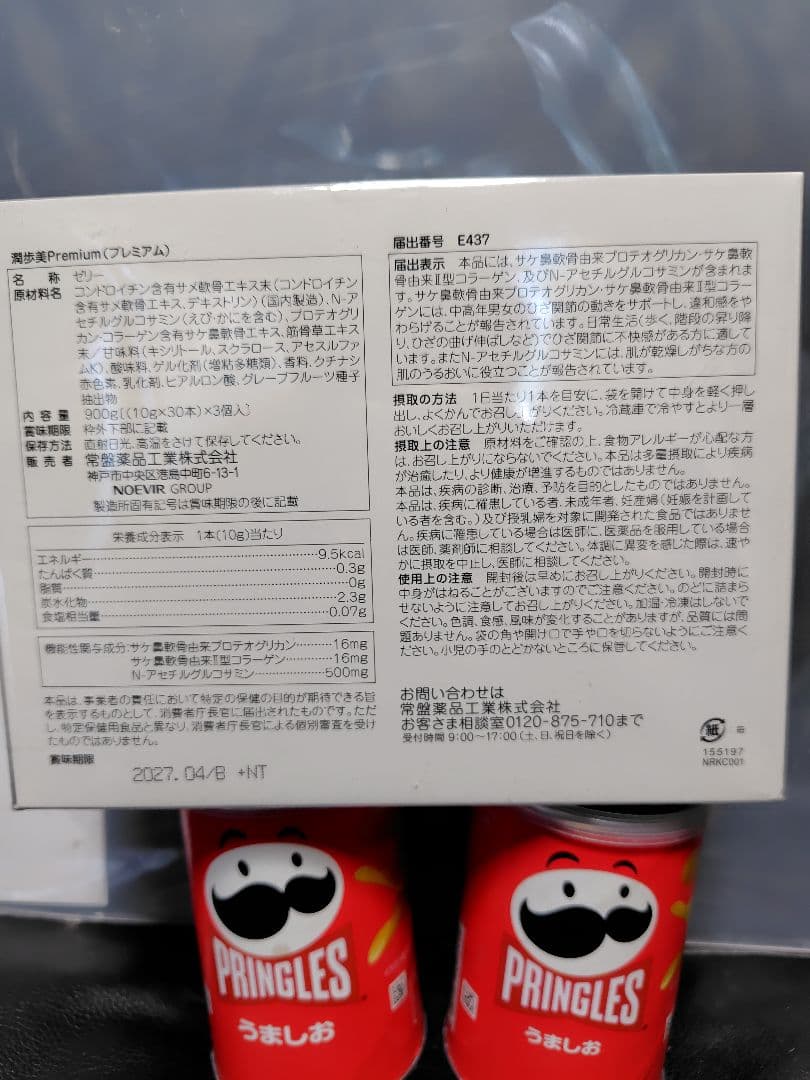 潤歩美Premium(プレミアム)
名　称 ゼリー
原材料名 コンドロイチン含有サメ軟骨エキス末(コンドロイチン
含有サメ軟骨エキス、デキストリン)(国内製造)、N-ア
セチルグルコサミン(えび・かにを含む)、プロテオグリ
カン・コラーゲン含有サケ鼻軟骨エキス、筋骨草エキス
末／甘味料(キシリトール、スクラロース、アセスルファ
ムK)、酸味料、ゲル化剤(増粘多糖類)、香料、クチナシ
赤色素、乳化剤、ヒアルロン酸、グレープフルーツ種子
抽出物
内容量 900g[(10g×30本)×3個入]
賞味期限 枠外下部に記載
保存方法 直射日光、高温をさけて保存してください。
販売者 常盤薬品工業株式会社
神戸市中央区港島中町6-13-1
NOEVIR GROUP
製造所固有記号は賞味期限の後に記載
栄養成分表示　1本(10g)当たり
エネルギー 9.5kcal
たんぱく質 0.3g
脂質 0g
炭水化物 2.3g
食塩相当量 0.07g
機能性関与成分:サケ鼻軟骨由来プロテオグリカン 16mg
サケ鼻軟骨由来Ⅱ型コラーゲン 16mg
N-アセチルグルコサミン 500mg
本品は、事業者の責任において特定の保健の目的が期待できる旨
を表示するものとして、消費者庁長官に届出されたものです。ただ
し、特定保健用食品と異なり、消費者庁長官による個別審査を受け
たものではありません。
賞味期限
2027.04/B +NT
届出番号　E437
届出表示　本品には、サケ鼻軟骨由来プロテオグリカン・サケ鼻軟
骨由来Ⅱ型コラーゲン、及びN-アセチルグルコサミンが含まれま
す。サケ鼻軟骨由来プロテオグリカン・サケ鼻軟骨由来Ⅱ型コラー
ゲンには、中高年男女のひざ関節の動きをサポートし、違和感をや
わらげることが報告されています。日常生活(歩く、階段の昇り降
り、ひざの曲げ伸ばしなど)でひざ関節に不快感がある方に適して
います。またN-アセチルグルコサミンには、肌が乾燥しがちな方の
肌のうるおいに役立つことが報告されています。
摂取の方法　1日当たり1本を目安に、袋を開けて中身を軽く押し
出し、よくかんでお召し上がりください。冷蔵庫で冷やすとより一層
おいしくお召し上がりいただけます。
摂取上の注意　原材料をご確認の上、食物アレルギーが心配な方
は、お召し上がりにならないでください。本品は多量摂取により疾病
が治癒したり、より健康が増進するものではありません。
本品は、疾病の診断、治療、予防を目的としたものではありません。
本品は、疾病に罹患している者、未成年者、妊産婦(妊娠を計画して
いる者を含む。)及び授乳婦を対象に開発された食品ではありませ
ん。疾病に罹患している場合は医師に、医薬品を服用している場合
は医師、薬剤師に相談してください。体調に異変を感じた際は、速や
かに摂取を中止し、医師に相談してください。
使用上の注意　開封後は早めにお召し上がりください。開封時に
中身がはねることがございますのでご注意ください。のどに詰まら
せないように注意してお召し上がりください。加温・冷凍はしないで
ください。色調、食感、風味が変化することがありますが、品質には問
題ありません。袋の角や開け口で手や口を切らないようにご注意く
ださい。小児の手のとどかないところに保管してください。
お問い合わせは
常盤薬品工業株式会社
お客さま相談室0120-875-710まで
受付時間 9:00〜17:00(土、日、祝日を除く)
紙
155197
NRKC001
PRINGLES
うましお
PRINGLES
うましお